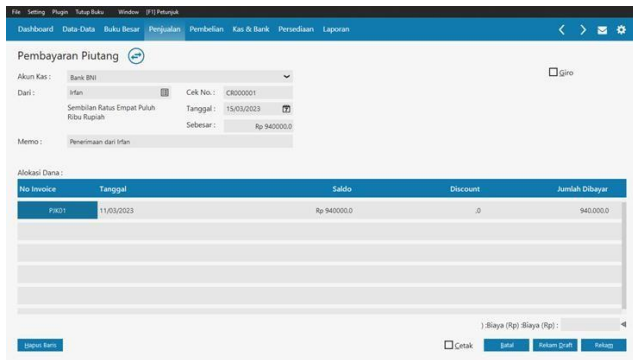 File Setting Plugin Tutup Buku Window [F1] Petunjuk
Dashboard Data-Data Buku Besar Penjualan Pembelian Kas & Bank Persediaan Laporan
Pembayaran Piutang
Akun Kas : Bank BNI Giro
Dari : Irfan Cek No. : CR000001
Sembilan Ratus Empat Puluh Tanggal : 15/03/2023
Ribu Rupiah
Sebesar : Rp 940000.0
Memo : Penerimaan dari Irfan
Alokasi Dana :
No Invoice Tanggal Saldo Discount Jumlah Dibayar
PJK01 11/03/2023 Rp 940000.0 .0 940.000.0
) :Biaya (Rp) :Biaya (Rp) :
Hapus Baris Cetak Batal Rekam Draft Rekam